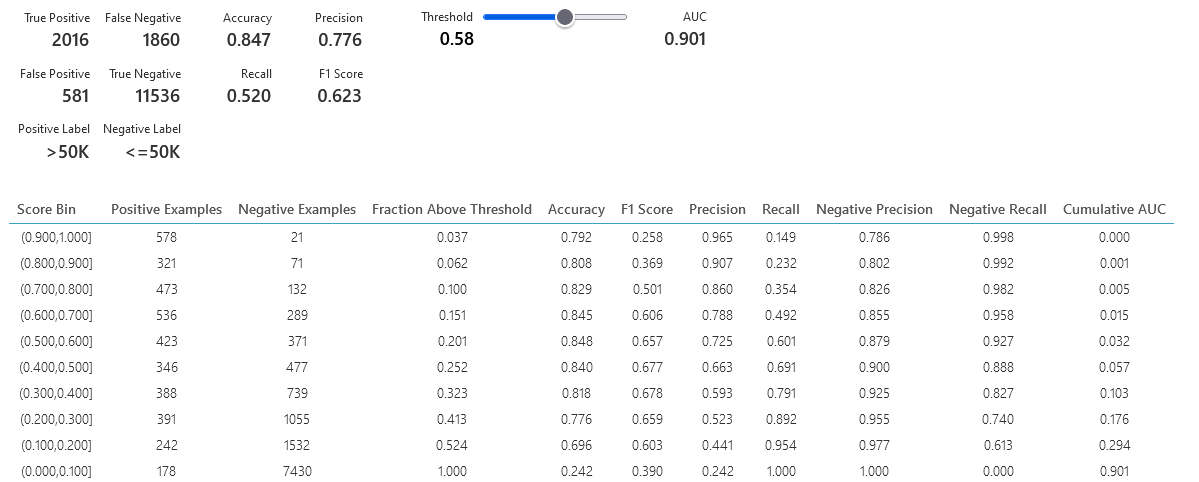 True Positive False Negative Accuracy Precision Threshold AUC
2016 1860 0.847 0.776 0.58 0.901
False Positive True Negative Recall F1 Score
581 11536 0.520 0.623
Positive Label Negative Label
>50K <=50K
Score Bin Positive Examples Negative Examples Fraction Above Threshold Accuracy F1 Score Precision Recall Negative Precision Negative Recall Cumulative AUC
(0.900,1.000] 578 21 0.037 0.792 0.258 0.965 0.149 0.786 0.998 0.000
(0.800,0.900] 321 71 0.062 0.808 0.369 0.907 0.232 0.802 0.992 0.001
(0.700,0.800] 473 132 0.100 0.829 0.501 0.860 0.354 0.826 0.982 0.005
(0.600,0.700] 536 289 0.151 0.845 0.606 0.788 0.492 0.855 0.958 0.015
(0.500,0.600] 423 371 0.201 0.848 0.657 0.725 0.601 0.879 0.927 0.032
(0.400,0.500] 346 477 0.252 0.840 0.677 0.663 0.691 0.900 0.888 0.057
(0.300,0.400] 388 739 0.323 0.818 0.678 0.593 0.791 0.925 0.827 0.103
(0.200,0.300] 391 1055 0.413 0.776 0.659 0.523 0.892 0.955 0.740 0.176
(0.100,0.200] 242 1532 0.524 0.696 0.603 0.441 0.954 0.977 0.613 0.294
(0.000,0.100] 178 7430 1.000 0.242 0.390 0.242 1.000 1.000 0.000 0.901